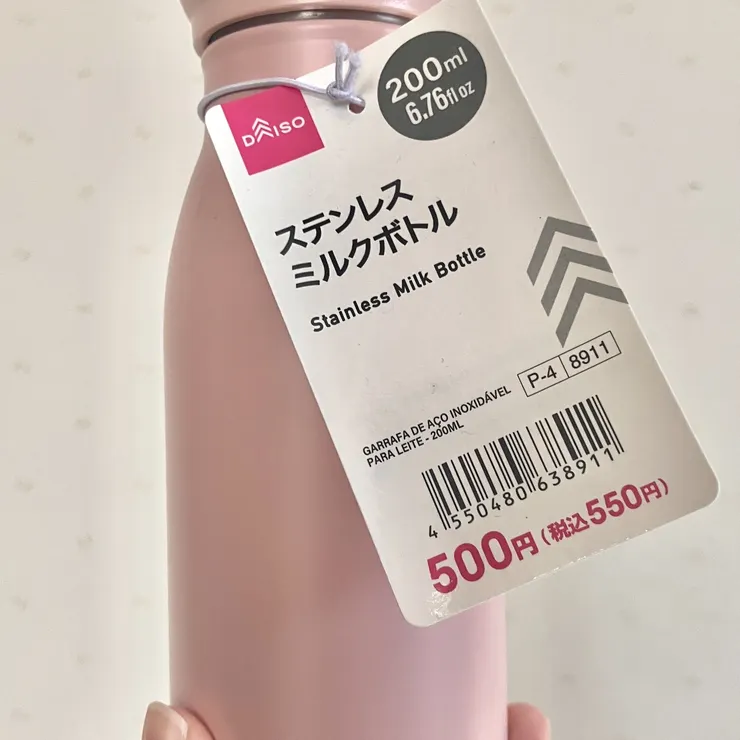 DAISO
200ml
6.76fl oz
ステンレス
ミルクボトル
Stainless Milk Bottle
P-4 8911
GARRAFA DE AÇO INOXIDÁVEL
PARA LEITE - 200ML
4 550480 638911
500円(税込550円)